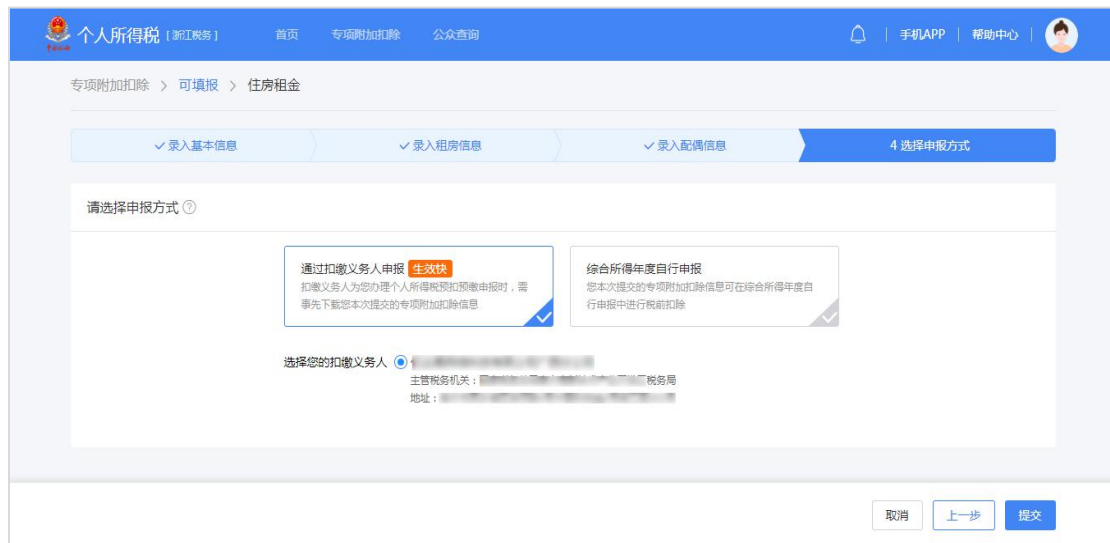 个人所得税 [ 浙江税务 ] 首页 专项附加扣除 公众查询 手机APP 帮助中心
专项附加扣除 > 可填报 > 住房租金
录入基本信息 录入租房信息 录入配偶信息 4 选择申报方式
请选择申报方式
通过扣缴义务人申报 生效快
扣缴义务人为您办理个人所得税预扣预缴申报时，需
事先下载您本次提交的专项附加扣除信息
综合所得年度自行申报
您本次提交的专项附加扣除信息可在综合所得年度自
行申报中进行税前扣除
选择您的扣缴义务人
主管税务机关： 税务局
地址：
取消 上一步 提交